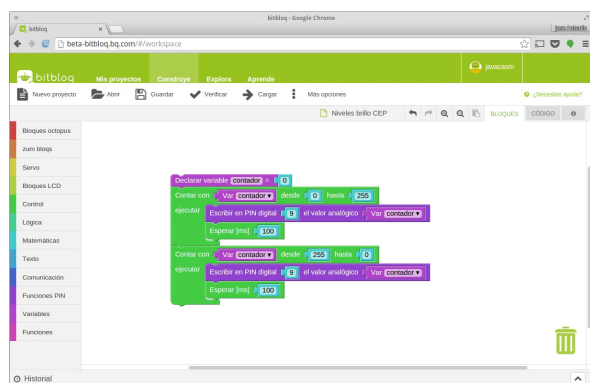 bitbloq - Google Chrome
bitbloq
beta-bitbloq.bq.com/#/workspace
bitbloq
Mis proyectos Construye Explora Aprende
javacasm
Nuevo proyecto Abrir Guardar Verificar Cargar Más opciones
¿Necesitas ayuda?
Niveles brillo CEP
BLOQUES CÓDIGO
Bloques octopus
zum bloqs
Servo
Bloques LCD
Control
Lógica
Matemáticas
Texto
Comunicación
Funciones PIN
Variables
Funciones
Declarar variable contador = 0
Contar con Var contador desde 0 hasta 255
ejecutar Escribir en PIN digital 9 el valor analógico Var contador
Esperar [ms] 100
Contar con Var contador desde 255 hasta 0
ejecutar Escribir en PIN digital 9 el valor analógico Var contador
Esperar [ms] 100
Historial